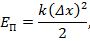 Eп = k(Δx)²/2,